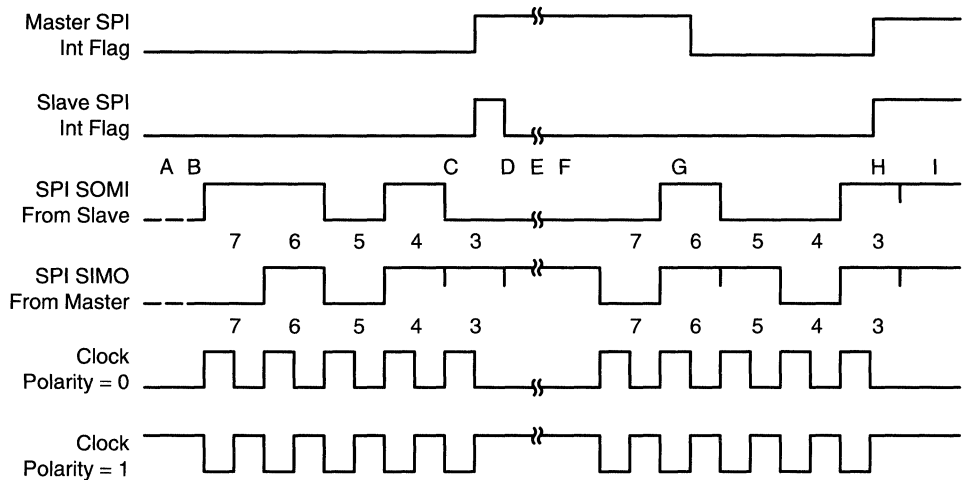 Master SPI
Int Flag
Slave SPI
Int Flag
A B C D E F G H I
SPI SOMI
From Slave
7 6 5 4 3 7 6 5 4 3
SPI SIMO
From Master
7 6 5 4 3 7 6 5 4 3
Clock
Polarity = 0
Clock
Polarity = 1